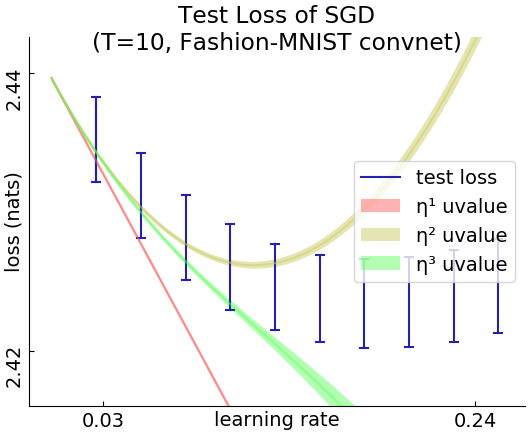 Test Loss of SGD
(T=10, Fashion-MNIST convnet)
2.44
loss (nats)
2.42
test loss
η¹ uvalue
η² uvalue
η³ uvalue
0.03
learning rate
0.24